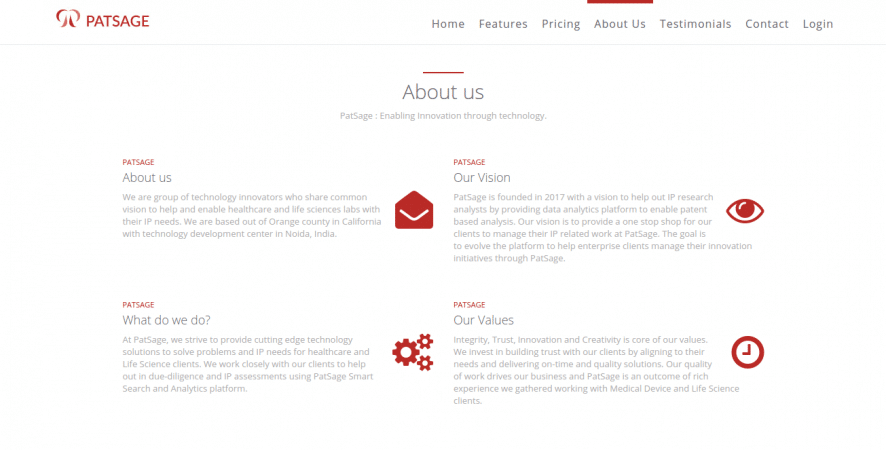 PATSAGE
Home Features Pricing About Us Testimonials Contact Login
About us
PatSage : Enabling Innovation through technology.
PATSAGE
About us
We are group of technology innovators who share common
vision to help and enable healthcare and life sciences labs with
their IP needs. We are based out of Orange county in California
with technology development center in Noida, India.
PATSAGE
Our Vision
PatSage is founded in 2017 with a vision to help out IP research
analysts by providing data analytics platform to enable patent
based analysis. Our vision is to provide a one stop shop for our
clients to manage their IP related work at PatSage. The goal is
to evolve the platform to help enterprise clients manage their innovation
initiatives through PatSage.
PATSAGE
What do we do?
At PatSage, we strive to provide cutting edge technology
solutions to solve problems and IP needs for healthcare and
Life Science clients. We work closely with our clients to help
out in due-diligence and IP assessments using PatSage Smart
Search and Analytics platform.
PATSAGE
Our Values
Integrity, Trust, Innovation and Creativity is core of our values.
We invest in building trust with our clients by aligning to their
needs and delivering on-time and quality solutions. Our quality
of work drives our business and PatSage is an outcome of rich
experience we gathered working with Medical Device and Life Science
clients.